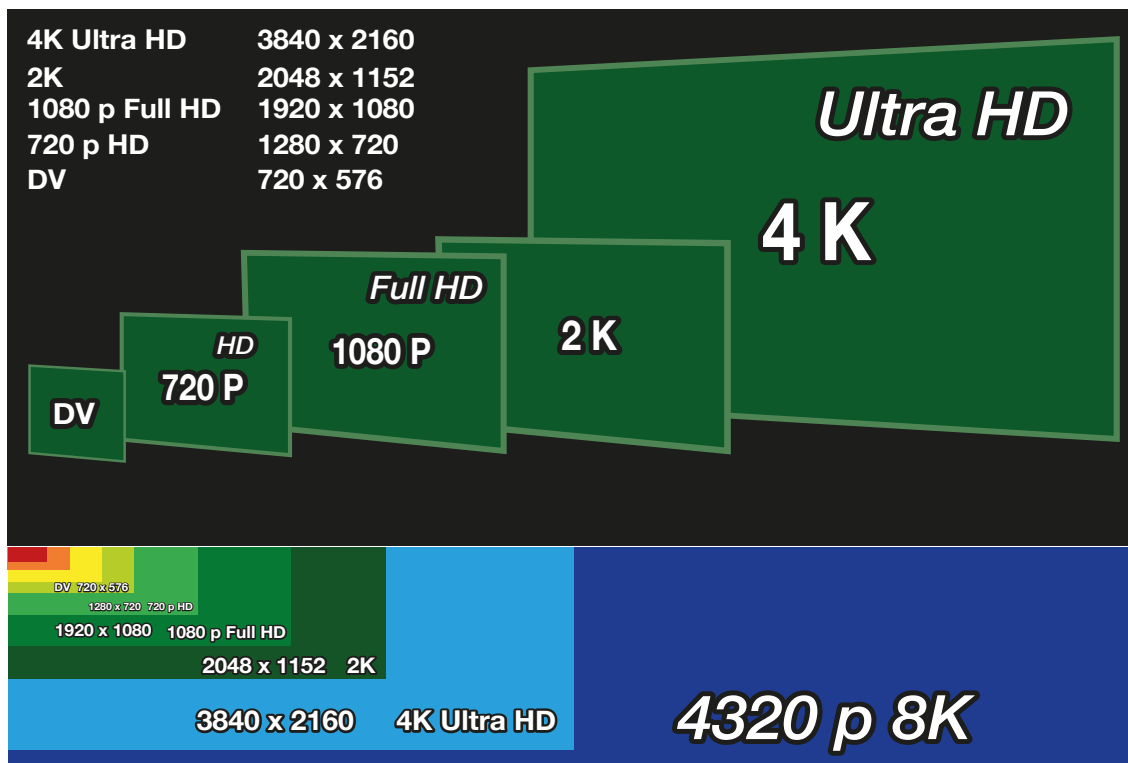 4K Ultra HD 3840 x 2160
2K 2048 x 1152
1080 p Full HD 1920 x 1080
720 p HD 1280 x 720
DV 720 x 576
Ultra HD
4 K
Full HD
1080 P
2 K
HD
720 P
DV
DV 720 x 576
1280 x 720 720 p HD
1920 x 1080 1080 p Full HD
2048 x 1152 2K
3840 x 2160 4K Ultra HD
4320 p 8K